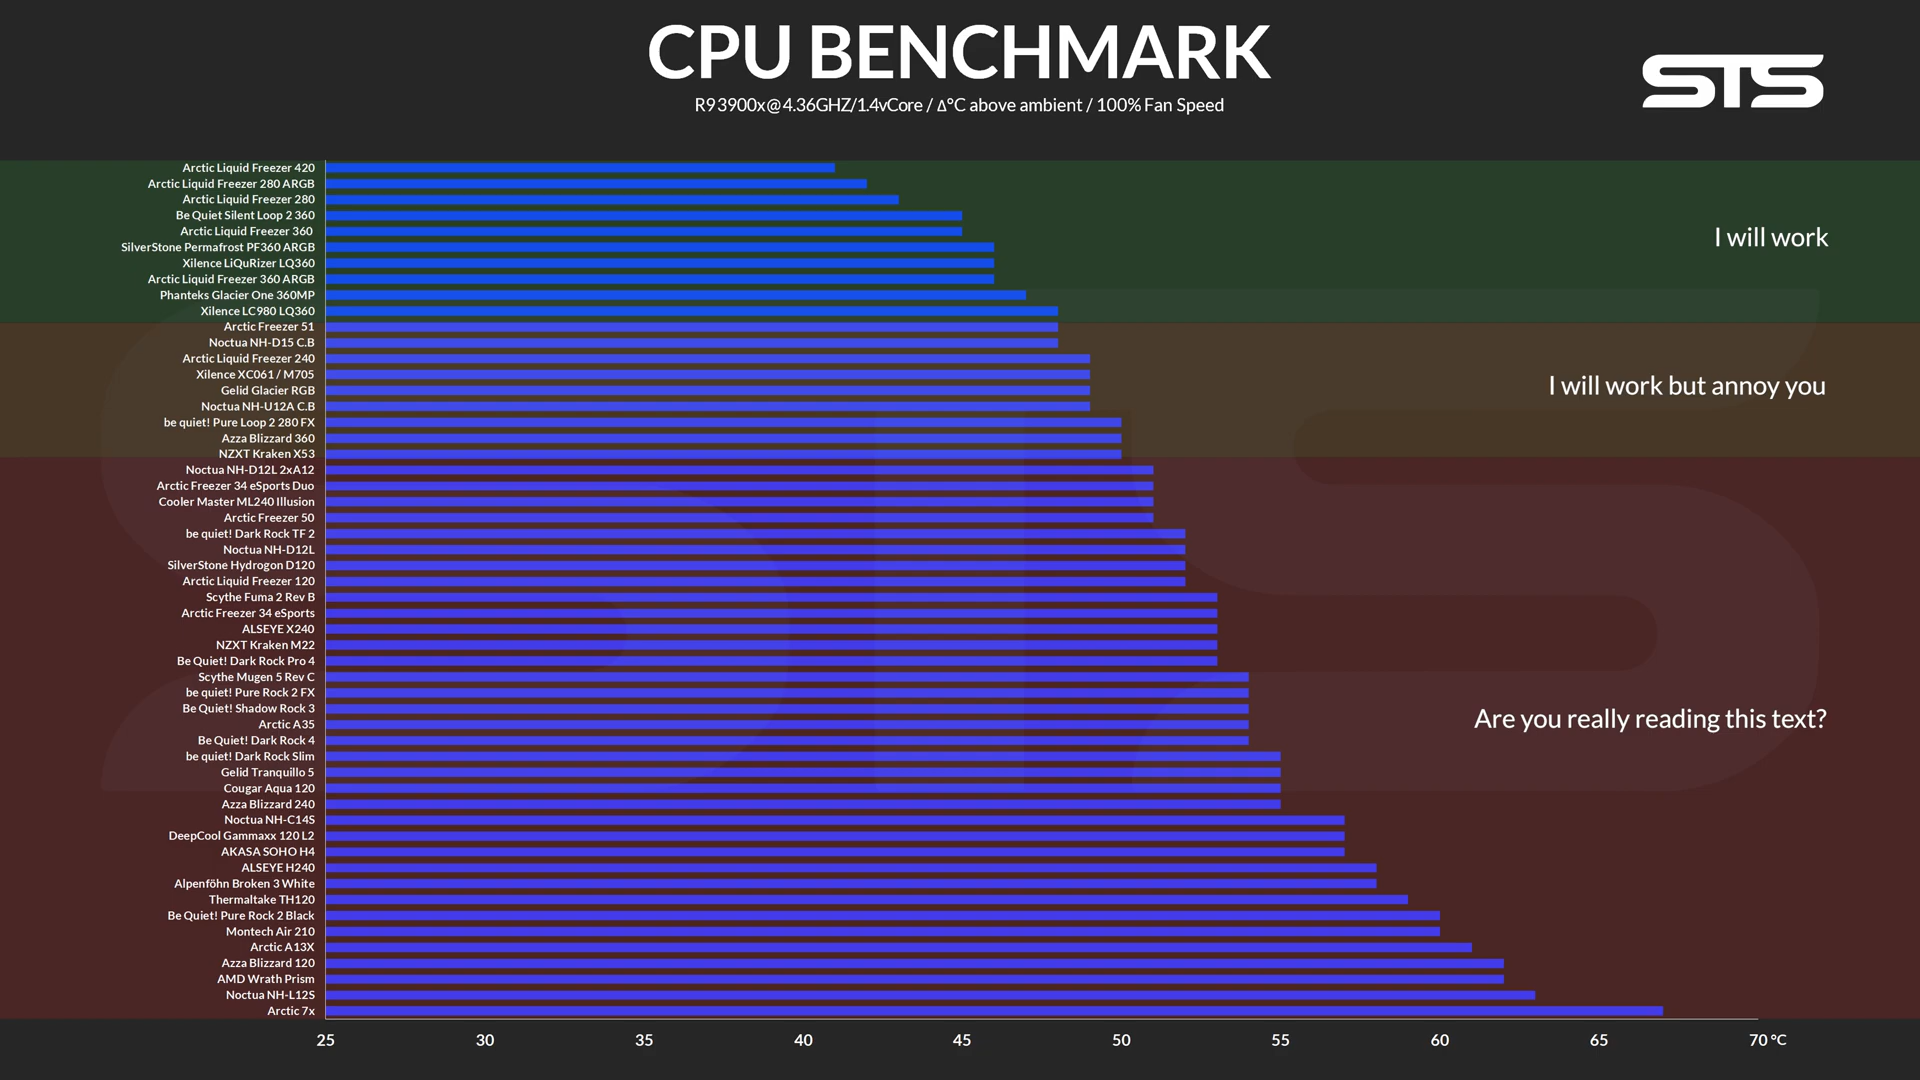 CPU BENCHMARK
R9 3900x@4.36GHZ/1.4vCore / Δ°C above ambient / 100% Fan Speed
STS
Arctic Liquid Freezer 420
Arctic Liquid Freezer 280 ARGB
Arctic Liquid Freezer 280
Be Quiet Silent Loop 2 360
Arctic Liquid Freezer 360
SilverStone Permafrost PF360 ARGB
Xilence LiQuRizer LQ360
Arctic Liquid Freezer 360 ARGB
Phanteks Glacier One 360MP
Xilence LC980 LQ360
I will work
Arctic Freezer 51
Noctua NH-D15 C.B
Arctic Liquid Freezer 240
Xilence XC061 / M705
Gelid Glacier RGB
Noctua NH-U12A C.B
be quiet! Pure Loop 2 280 FX
Azza Blizzard 360
NZXT Kraken X53
I will work but annoy you
Noctua NH-D12L 2xA12
Arctic Freezer 34 eSports Duo
Cooler Master ML240 Illusion
Arctic Freezer 50
be quiet! Dark Rock TF 2
Noctua NH-D12L
SilverStone Hydrogon D120
Arctic Liquid Freezer 120
Scythe Fuma 2 Rev B
Arctic Freezer 34 eSports
ALSEYE X240
NZXT Kraken M22
Be Quiet! Dark Rock Pro 4
Scythe Mugen 5 Rev C
be quiet! Pure Rock 2 FX
Be Quiet! Shadow Rock 3
Arctic A35
Be Quiet! Dark Rock 4
be quiet! Dark Rock Slim
Gelid Tranquillo 5
Cougar Aqua 120
Azza Blizzard 240
Noctua NH-C14S
DeepCool Gammaxx 120 L2
AKASA SOHO H4
ALSEYE H240
Alpenföhn Broken 3 White
Thermaltake TH120
Be Quiet! Pure Rock 2 Black
Montech Air 210
Arctic A13X
Azza Blizzard 120
AMD Wrath Prism
Noctua NH-L12S
Arctic 7x
Are you really reading this text?
25 30 35 40 45 50 55 60 65 70 °C